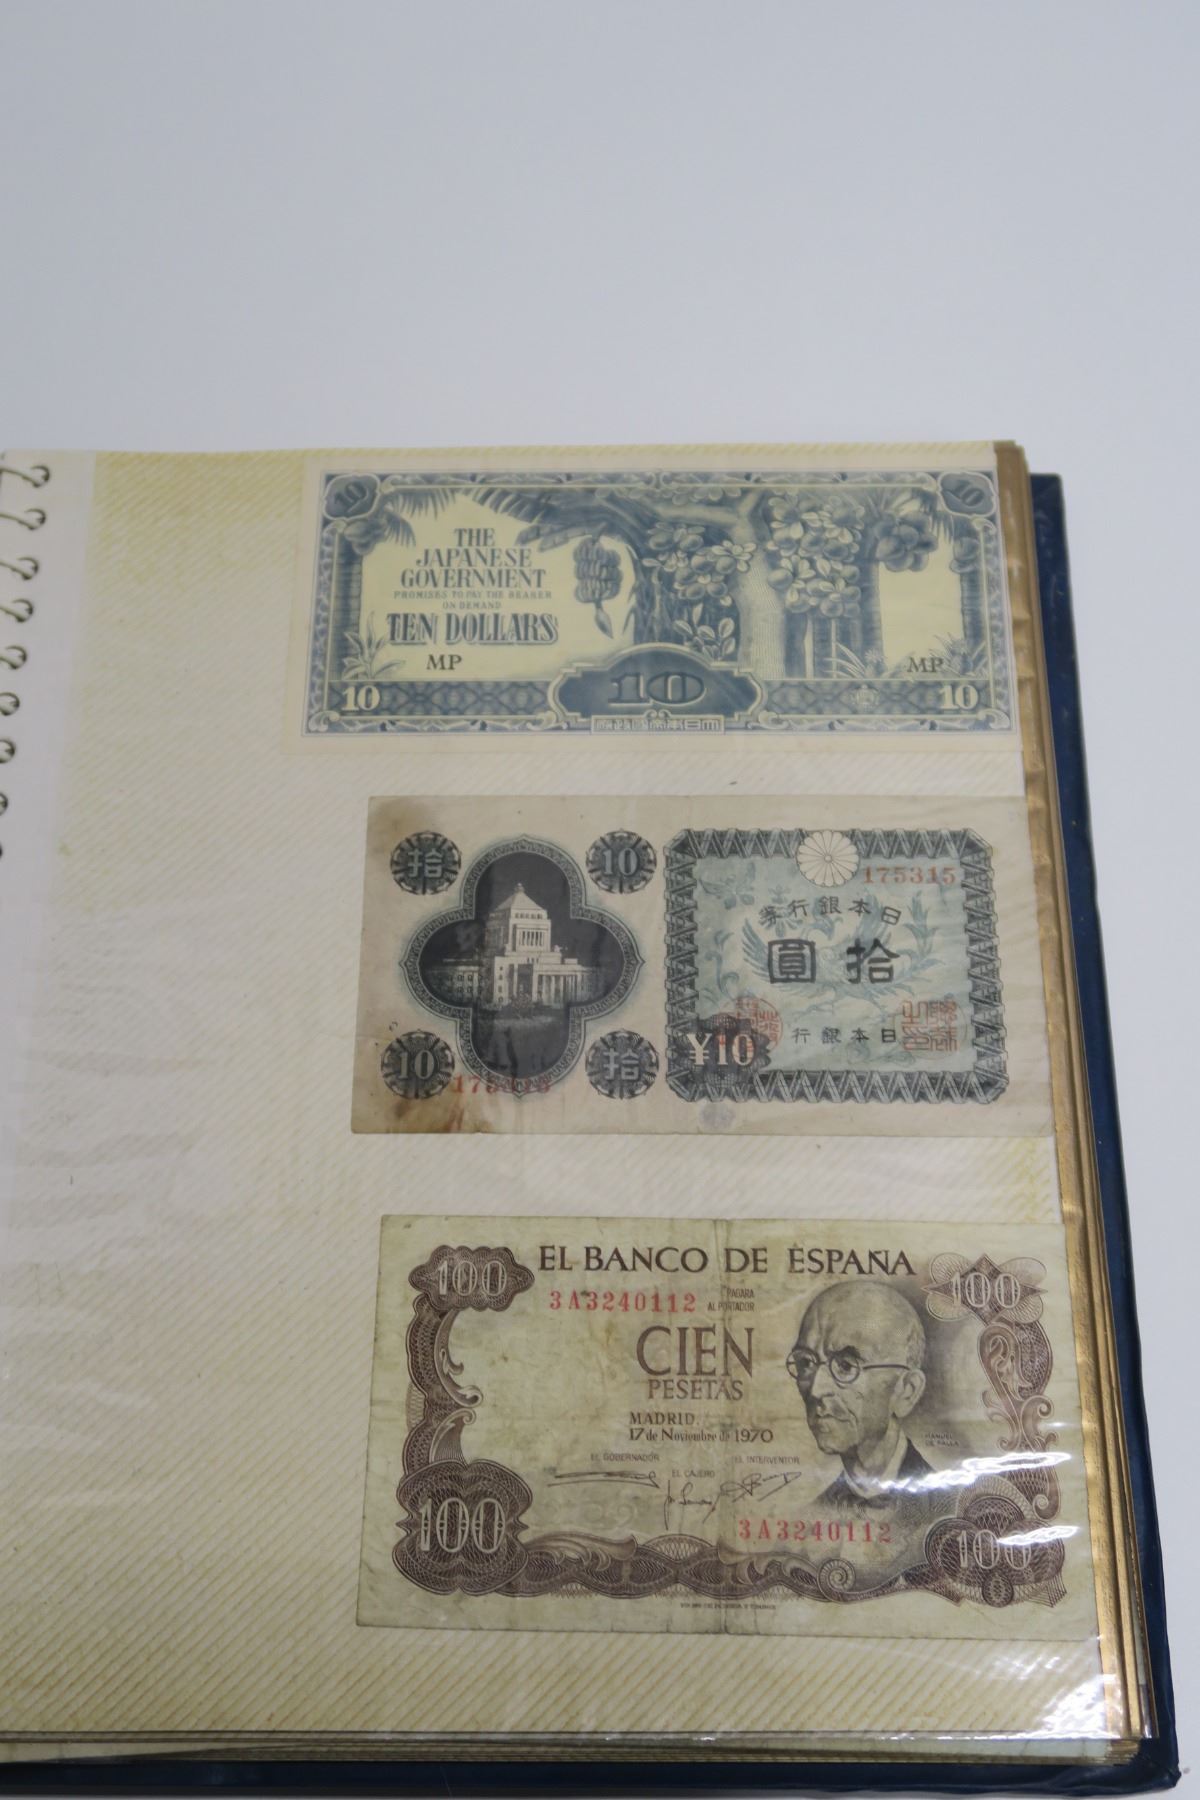 10
10
THE
JAPANESE
GOVERNMENT
PROMISES TO PAY THE BEARER
ON DEMAND
TEN DOLLARS
MP
MP
10
10
10
拾
10
175315
券行銀本日
圓拾
行銀本日
¥10
10
拾
100
EL BANCO DE ESPAÑA
100
3A3240112
PAGARA
AL PORTADOR
CIEN
PESETAS
MADRID.
17 de Noviembre de 1970
MANUEL
DE FALLA
EL GOBERNADOR
EL CAJERO
EL INTERVENTOR
100
3A3240112
100